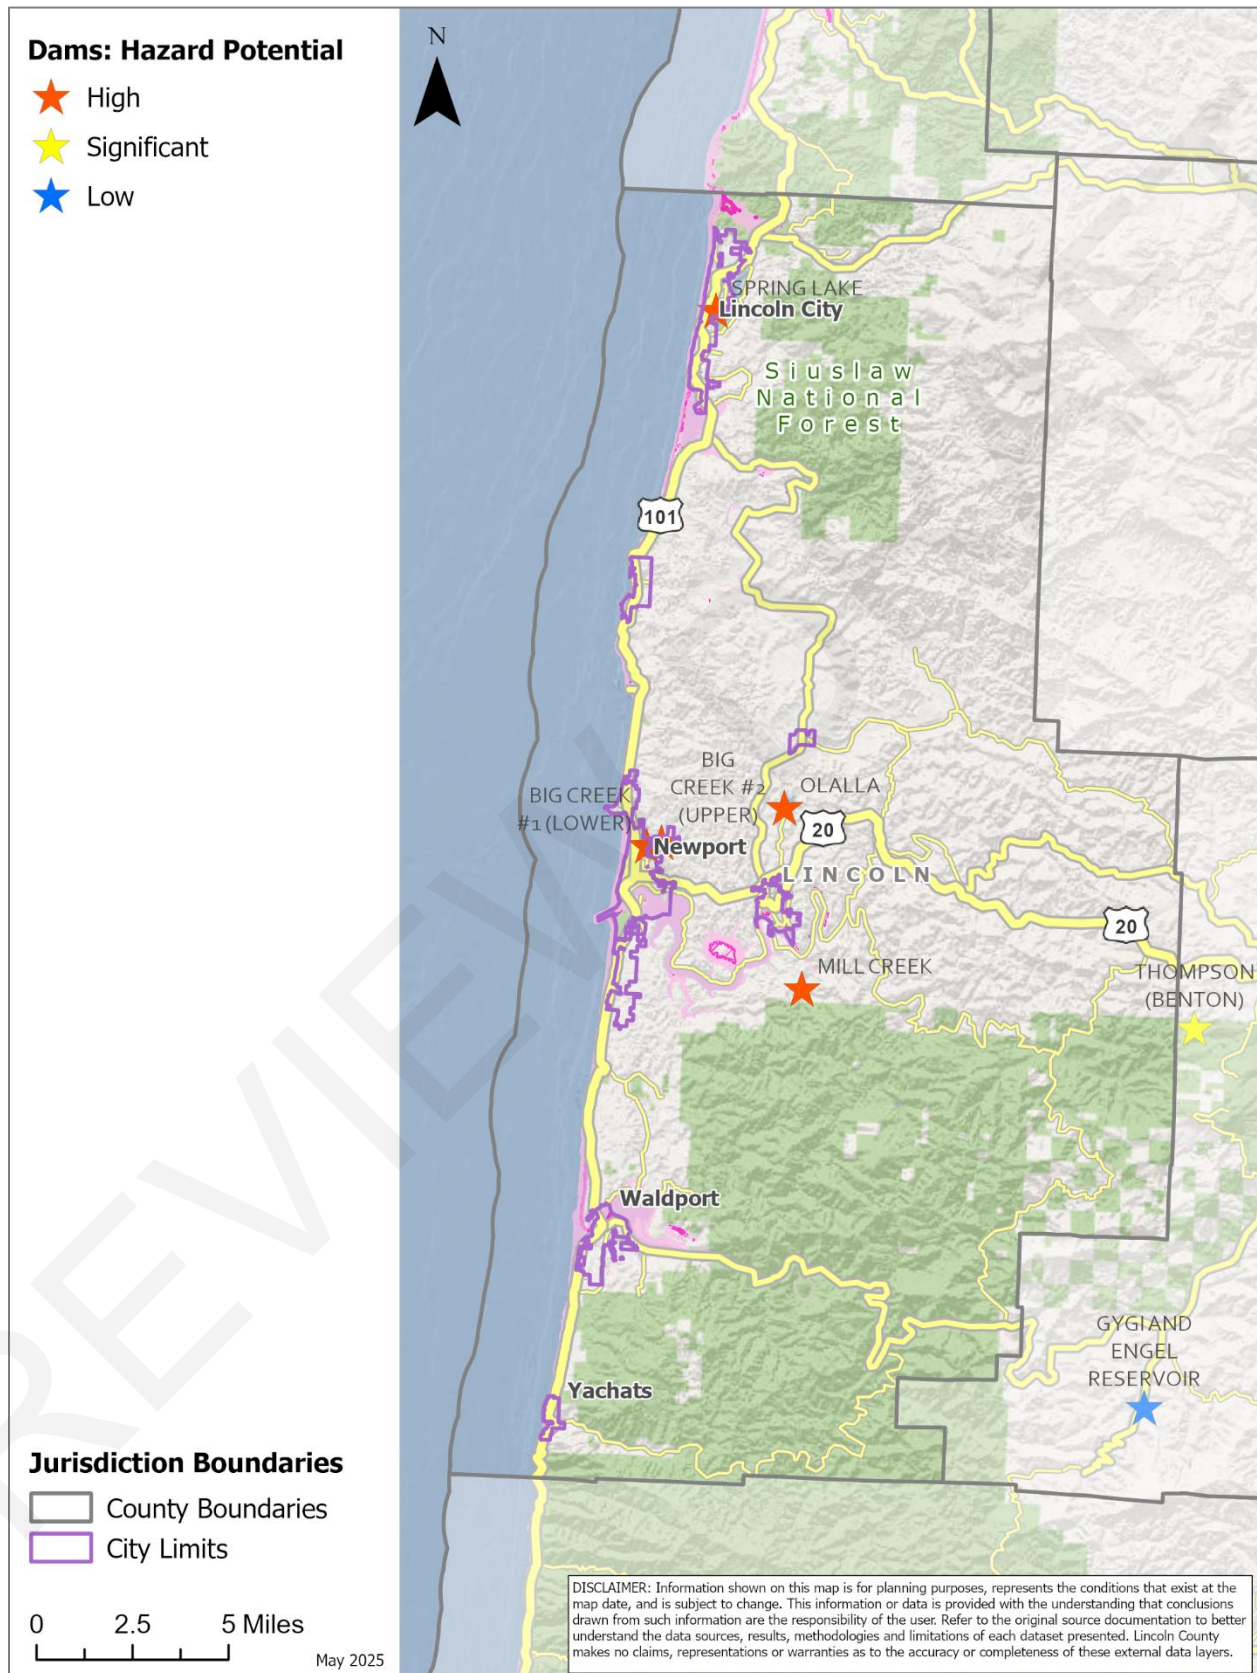 Dams: Hazard Potential
High
Significant
Low
N
SPRING LAKE
Lincoln City
Siuslaw
National
Forest
101
BIG
CREEK #2
(UPPER)
OLALLA
BIG CREEK
#1 (LOWER)
20
Newport
LINCOLN
20
MILL CREEK
THOMPSON
(BENTON)
Waldport
GYGI AND
ENGEL
RESERVOIR
Yachats
Jurisdiction Boundaries
County Boundaries
City Limits
0 2.5 5 Miles
May 2025
DISCLAIMER: Information shown on this map is for planning purposes, represents the conditions that exist at the
map date, and is subject to change. This information or data is provided with the understanding that conclusions
drawn from such information are the responsibility of the user. Refer to the original source documentation to better
understand the data sources, results, methodologies and limitations of each dataset presented. Lincoln County
makes no claims, representations or warranties as to the accuracy or completeness of these external data layers.
REVIEW